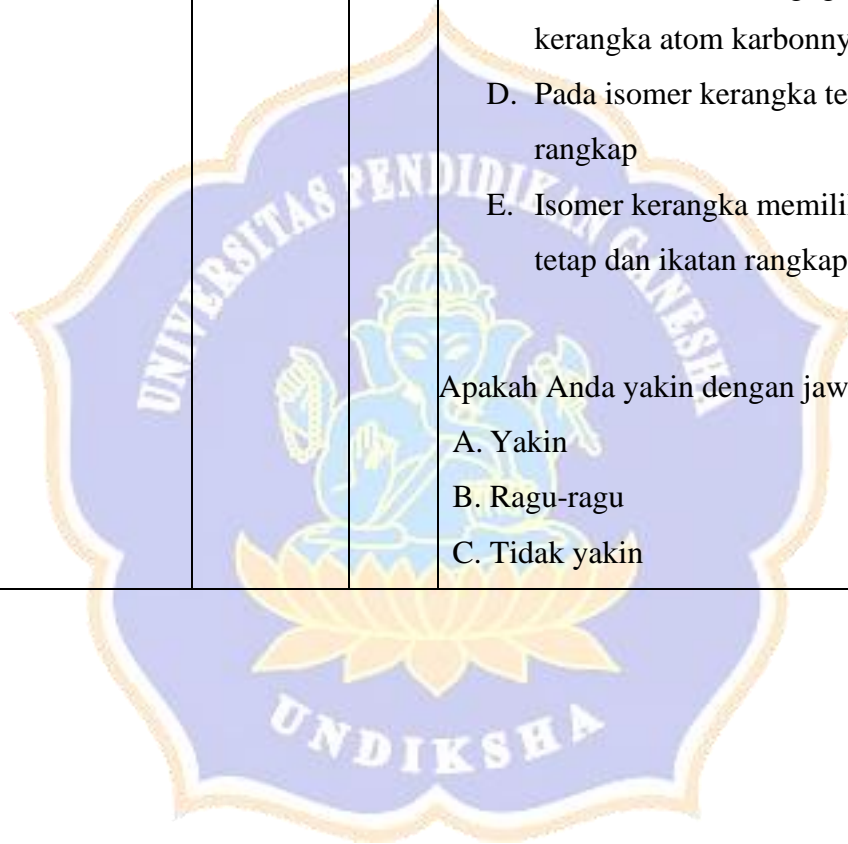 kerangka atom karbonny
D. Pada isomer kerangka te
rangkap
E. Isomer kerangka memili
tetap dan ikatan rangkap
Apakah Anda yakin dengan jaw
A. Yakin
B. Ragu-ragu
C. Tidak yakin
UNIVERSITAS PENDIDIKAN GANESHA
UNDIKSHA